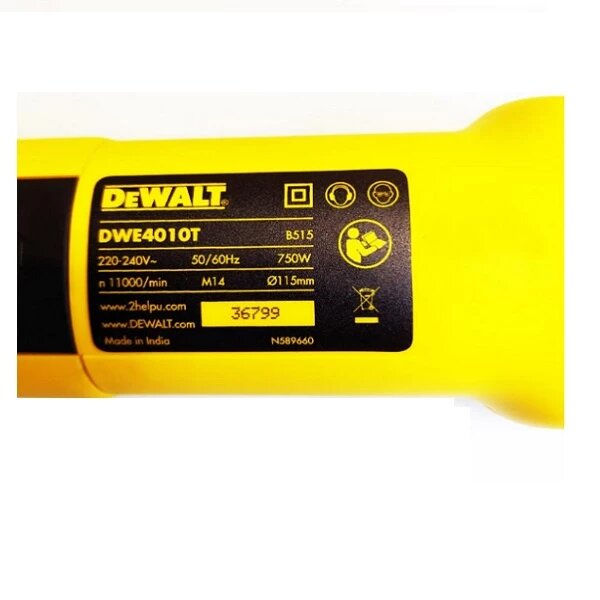 DEWALT®
DWE4010T B515
220-240V~ 50/60Hz 750W
n 11000/min M14 Ø115mm
www.2helpu.com
www.DEWALT.com 36799
Made in India N589660